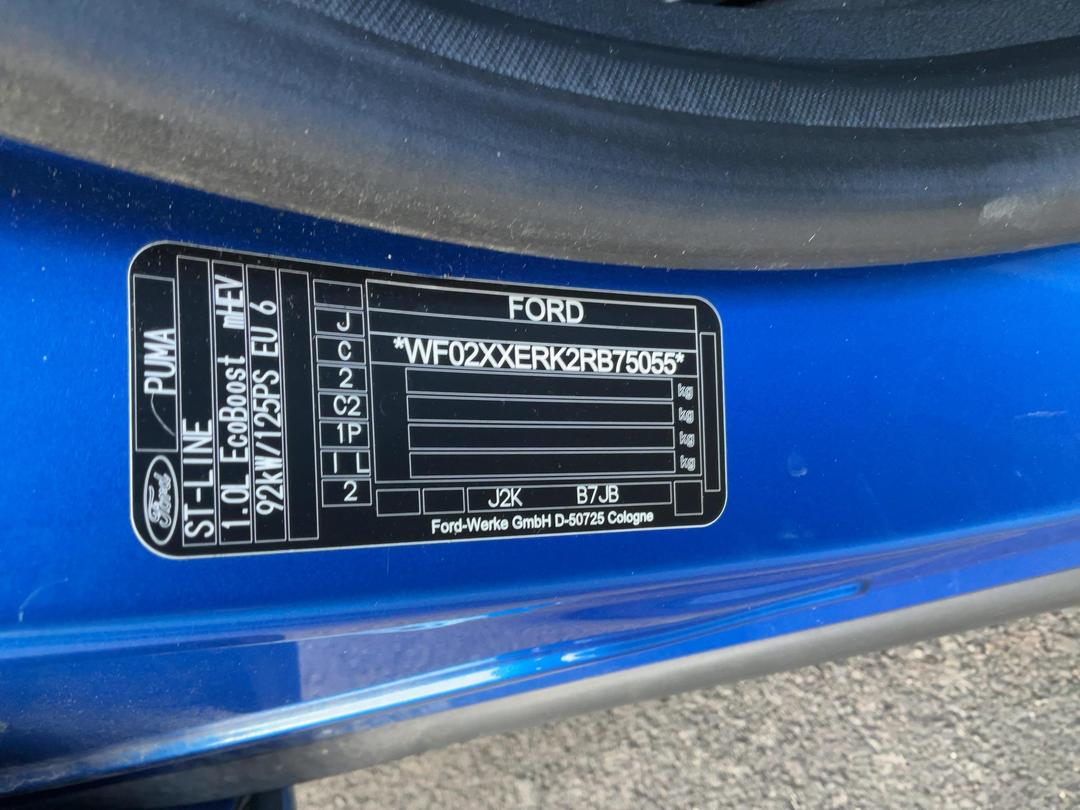 FORD
*WF02XXERK2RB75055*
kg
kg
kg
kg
J2K B7JB
Ford-Werke GmbH D-50725 Cologne
J
C
2
C2
1P
I L
2
Ford
PUMA
ST-LINE
1.0L EcoBoost mHEV
92kW/125PS EU 6